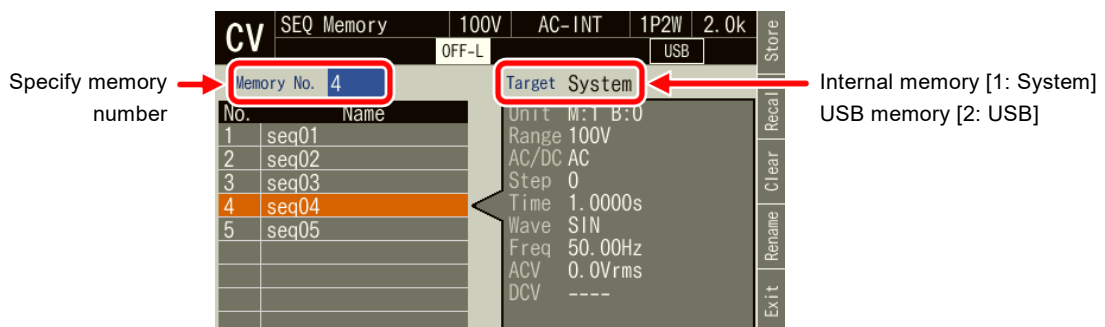 CV SEQ Memory 100V AC-INT 1P2W 2.0k
OFF-L USB
Specify memory
number
Memory No. 4
Target System
Internal memory [1: System]
USB memory [2: USB]
No. Name
1 seq01
2 seq02
3 seq03
4 seq04
5 seq05
Unit M:1 B:0
Range 100V
AC/DC AC
Step 0
Time 1.0000s
Wave SIN
Freq 50.00Hz
ACV 0.0Vrms
DCV ----
Store
Recal
Clear
Rename
Exit